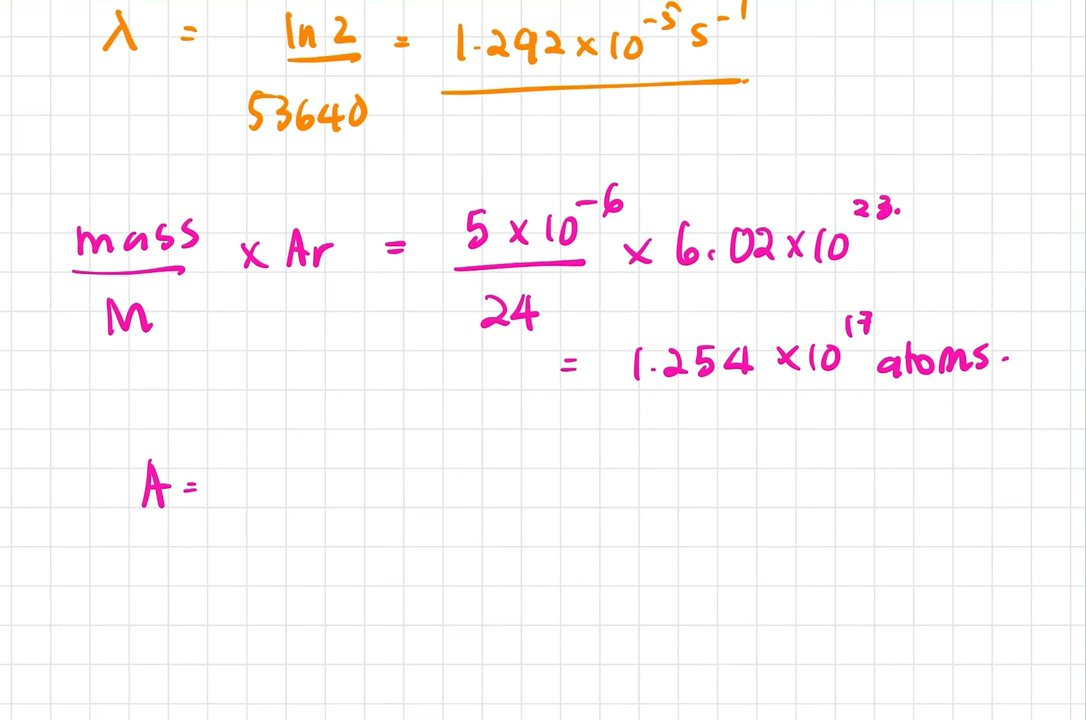 λ = ln 2 / 53640 = 1.292 × 10⁻⁵ s⁻¹
mass / M × Ar = 5 × 10⁻⁶ / 24 × 6.02 × 10²³.
= 1.254 × 10¹⁷ atoms.
A =